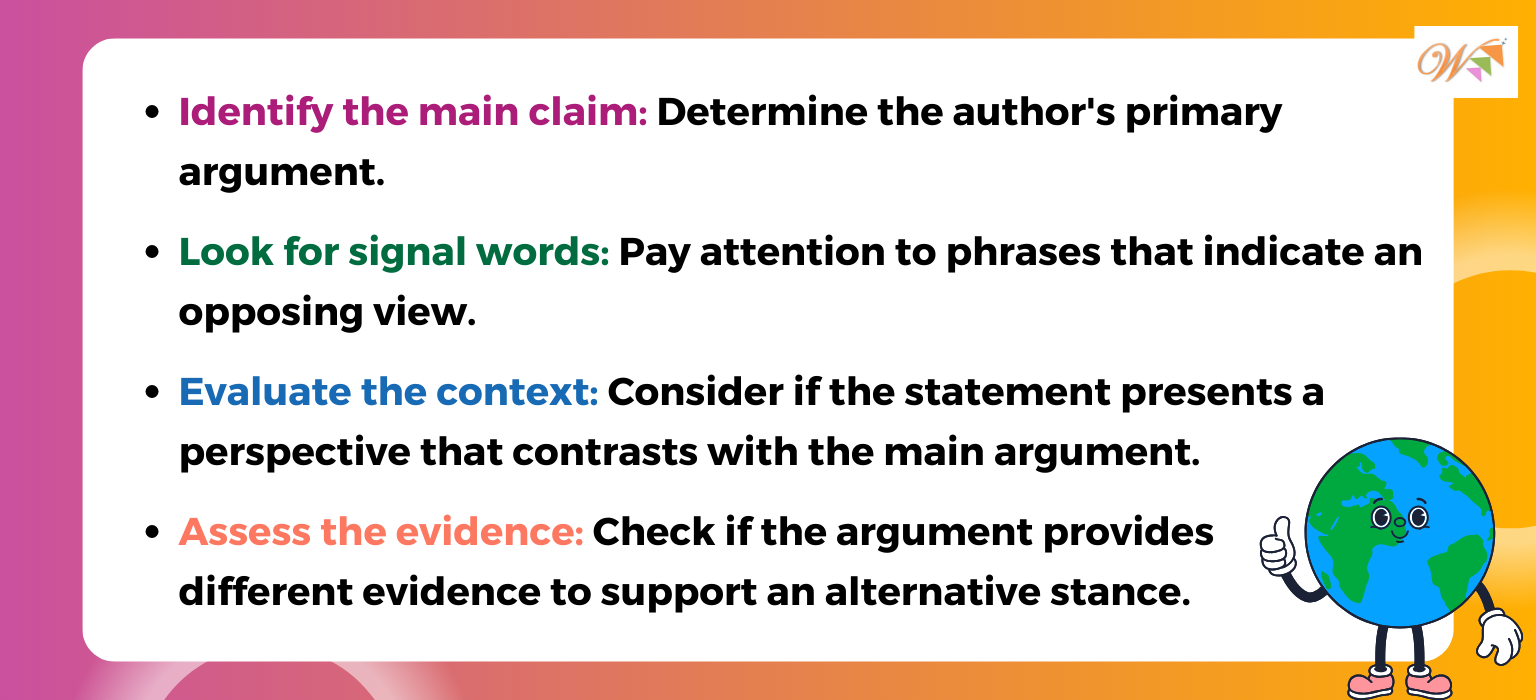 • Identify the main claim: Determine the author's primary
argument.
• Look for signal words: Pay attention to phrases that indicate an
opposing view.
• Evaluate the context: Consider if the statement presents a
perspective that contrasts with the main argument.
• Assess the evidence: Check if the argument provides
different evidence to support an alternative stance.
W